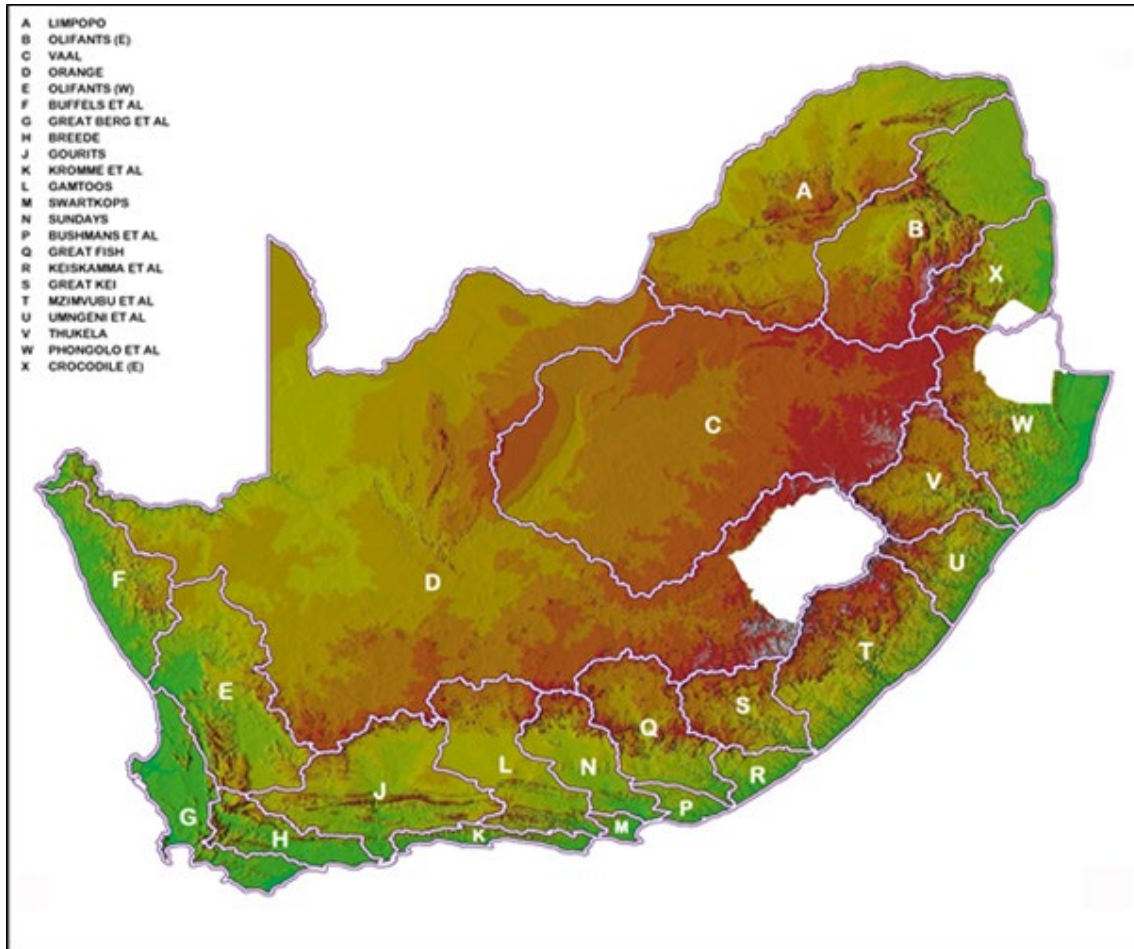 A LIMPOPO
B OLIFANTS (E)
C VAAL
D ORANGE
E OLIFANTS (W)
F BUFFELS ET AL
G GREAT BERG ET AL
H BREEDE
J GOURITS
K KROMME ET AL
L GAMTOOS
M SWARTKOPS
N SUNDAYS
P BUSHMANS ET AL
Q GREAT FISH
R KEISKAMMA ET AL
S GREAT KEI
T MZIMVUBU ET AL
U UMNGENI ET AL
V THUKELA
W PHONGOLO ET AL
X CROCODILE (E)
A
B
X
C
W
V
D
F
U
T
E
S
Q
L
N
R
J
P
G
M
K
H